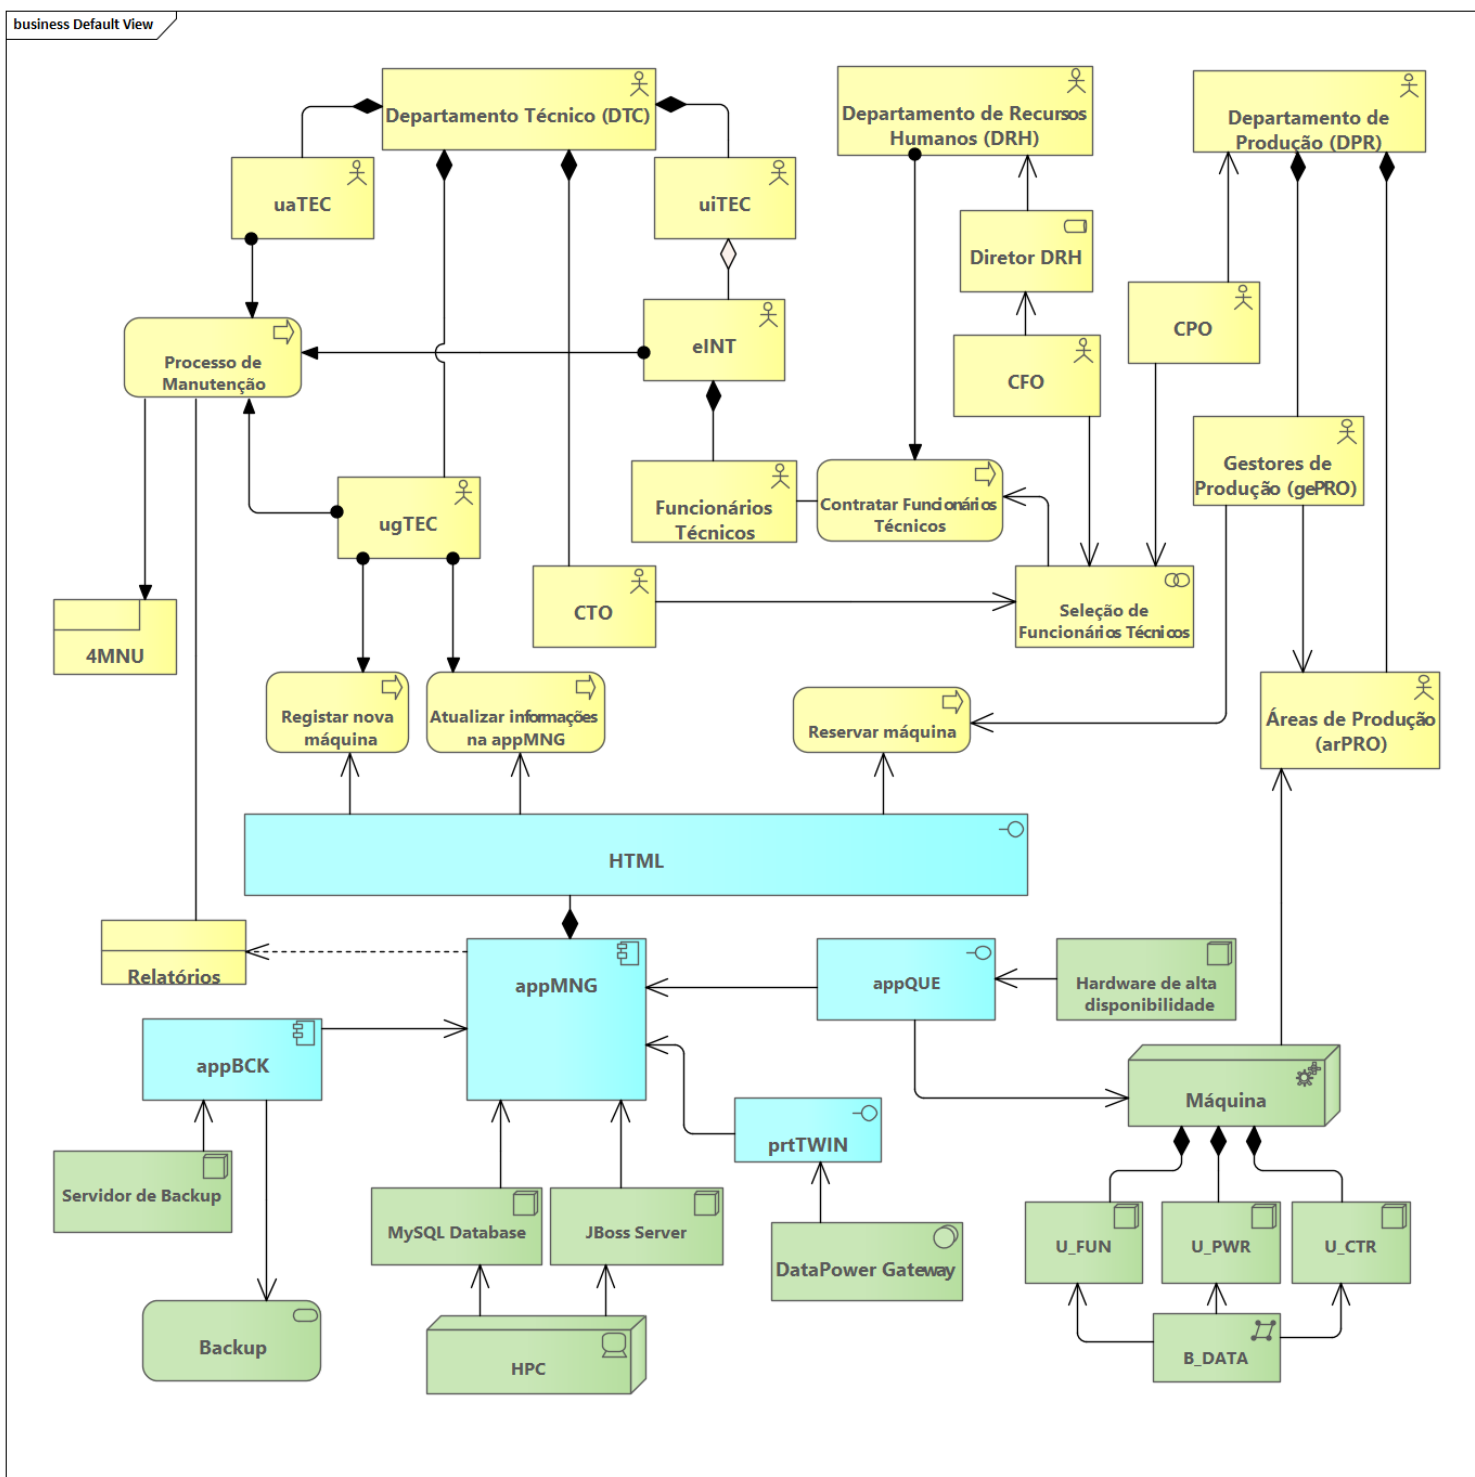 business Default View
Departamento Técnico (DTC)
Departamento de Recursos
Humanos (DRH)
Departamento de
Produção (DPR)
uaTEC
uiTEC
Diretor DRH
CPO
eINT
CFO
Processo de
Manutenção
Gestores de
Produção (gePRO)
Funcionários
Técnicos
Contratar Funcionários
Técnicos
ugTEC
CTO
Seleção de
Funcionários Técnicos
4MNU
Registar nova
máquina
Atualizar informações
na appMNG
Reservar máquina
Áreas de Produção
(arPRO)
HTML
Relatórios
appMNG
appQUE
Hardware de alta
disponibilidade
appBCK
Máquina
prtTWIN
Servidor de Backup
MySQL Database
JBoss Server
DataPower Gateway
U_FUN
U_PWR
U_CTR
Backup
HPC
B_DATA